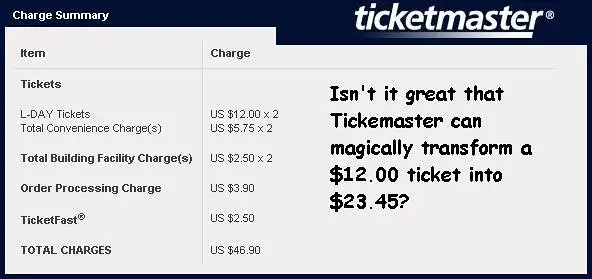 Charge Summary
ticketmaster®
Item Charge
Tickets
L-DAY Tickets US $12.00 x 2
Total Convenience Charge(s) US $5.75 x 2
Total Building Facility Charge(s) US $2.50 x 2
Order Processing Charge US $3.90
TicketFast® US $2.50
TOTAL CHARGES US $46.90
Isn't it great that
Tickemaster can
magically transform a
$12.00 ticket into
$23.45?